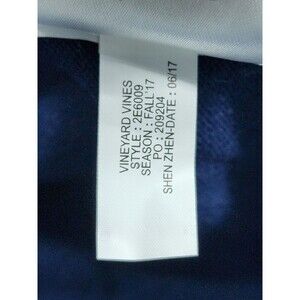 VINEYARD VINES
STYLE : 2E6009
SEASON : FALL'17
PO : 209204
SHEN ZHEN-DATE : 06/17